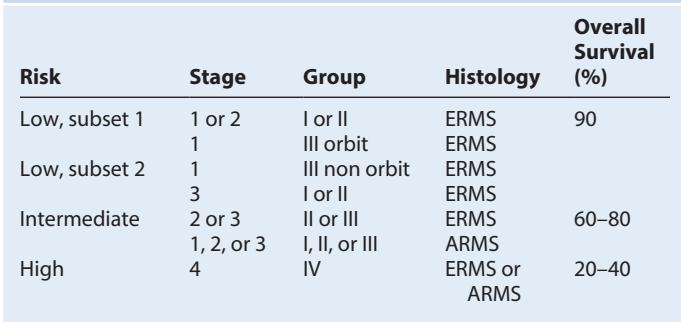 Overall
Survival
Risk Stage Group Histology (%)
Low, subset 1 1 or 2 I or II ERMS 90
1 III orbit ERMS
Low, subset 2 1 III non orbit ERMS
3 I or II ERMS
Intermediate 2 or 3 II or III ERMS 60–80
1, 2, or 3 I, II, or III ARMS
High 4 IV ERMS or 20–40
ARMS